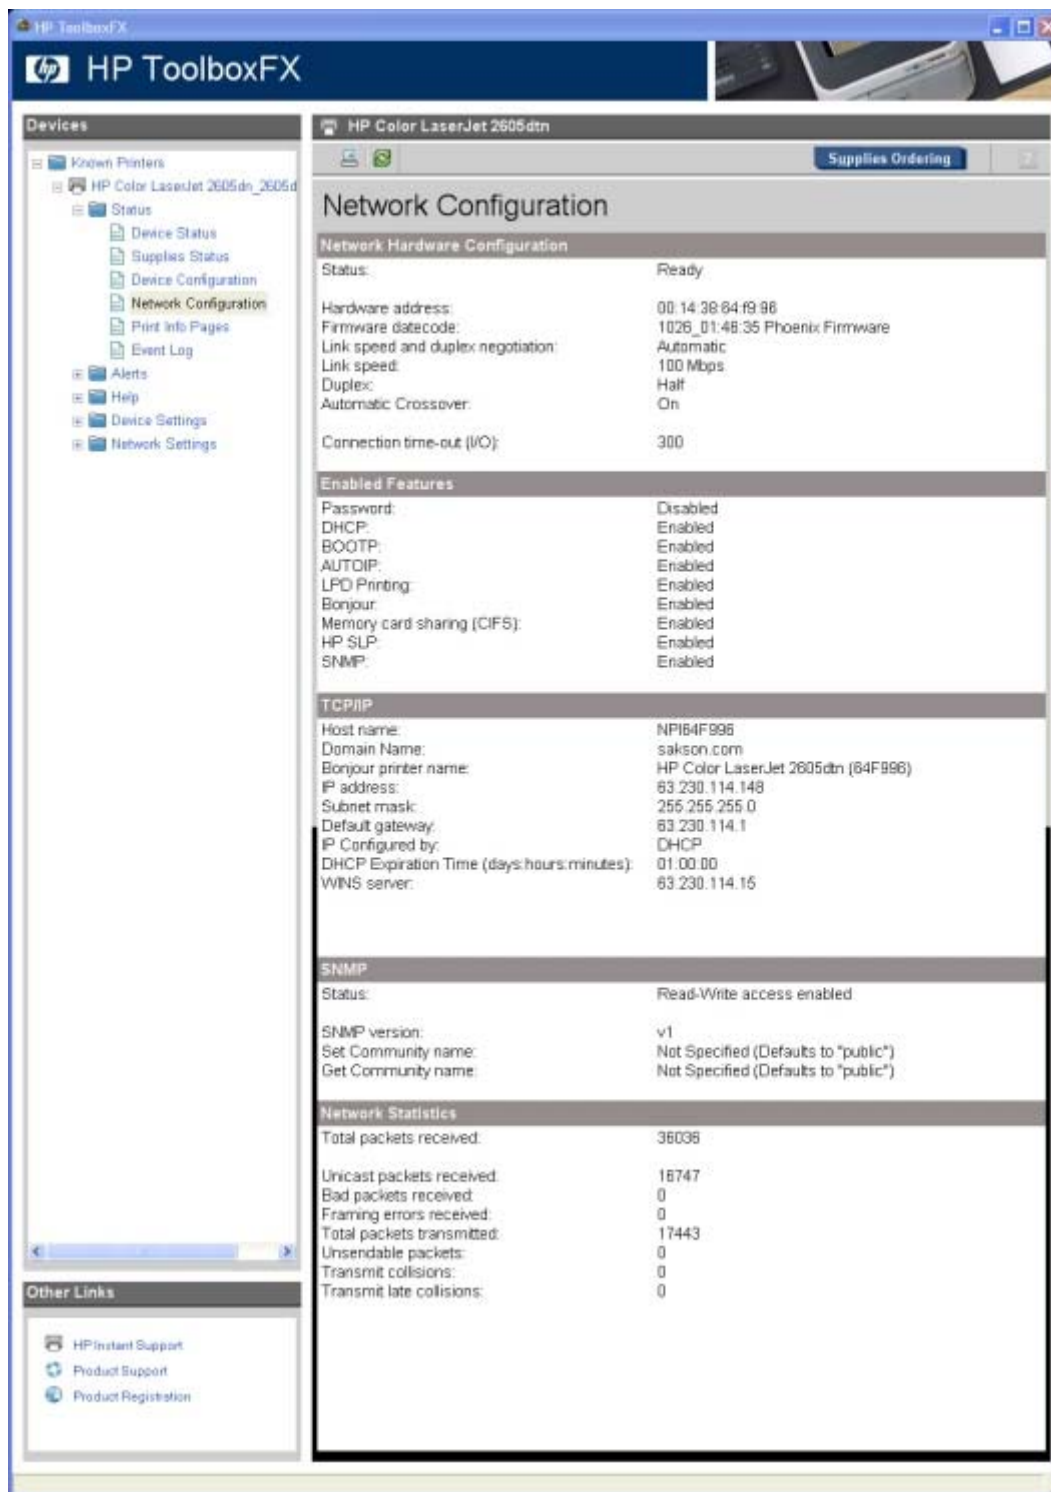 HP ToolboxFX
hp HP ToolboxFX
Devices
Known Printers
HP Color LaserJet 2605dn_2605d
Status
Device Status
Supplies Status
Device Configuration
Network Configuration
Print Info Pages
Event Log
Alerts
Help
Device Settings
Network Settings
Other Links
HP Instant Support
Product Support
Product Registration
HP Color LaserJet 2605dtn
Supplies Ordering
Network Configuration
Network Hardware Configuration
Status: Ready
Hardware address: 00:14:38:64:f9:96
Firmware datecode: 1026_01:48:35 Phoenix Firmware
Link speed and duplex negotiation: Automatic
Link speed: 100 Mbps
Duplex: Half
Automatic Crossover: On
Connection time-out (I/O): 300
Enabled Features
Password: Disabled
DHCP: Enabled
BOOTP: Enabled
AUTOIP: Enabled
LPD Printing: Enabled
Bonjour: Enabled
Memory card sharing (CIFS): Enabled
HP SLP: Enabled
SNMP: Enabled
TCP/IP
Host name: NPI64F996
Domain Name: sakson.com
Bonjour printer name: HP Color LaserJet 2605dtn (64F996)
IP address: 63.230.114.148
Subnet mask: 255.255.255.0
Default gateway: 63.230.114.1
IP Configured by: DHCP
DHCP Expiration Time (days:hours:minutes): 01:00:00
WINS server: 63.230.114.15
SNMP
Status: Read-Write access enabled
SNMP version: v1
Set Community name: Not Specified (Defaults to "public")
Get Community name: Not Specified (Defaults to "public")
Network Statistics
Total packets received: 36036
Unicast packets received: 16747
Bad packets received: 0
Framing errors received: 0
Total packets transmitted: 17443
Unsendable packets: 0
Transmit collisions: 0
Transmit late collisions: 0